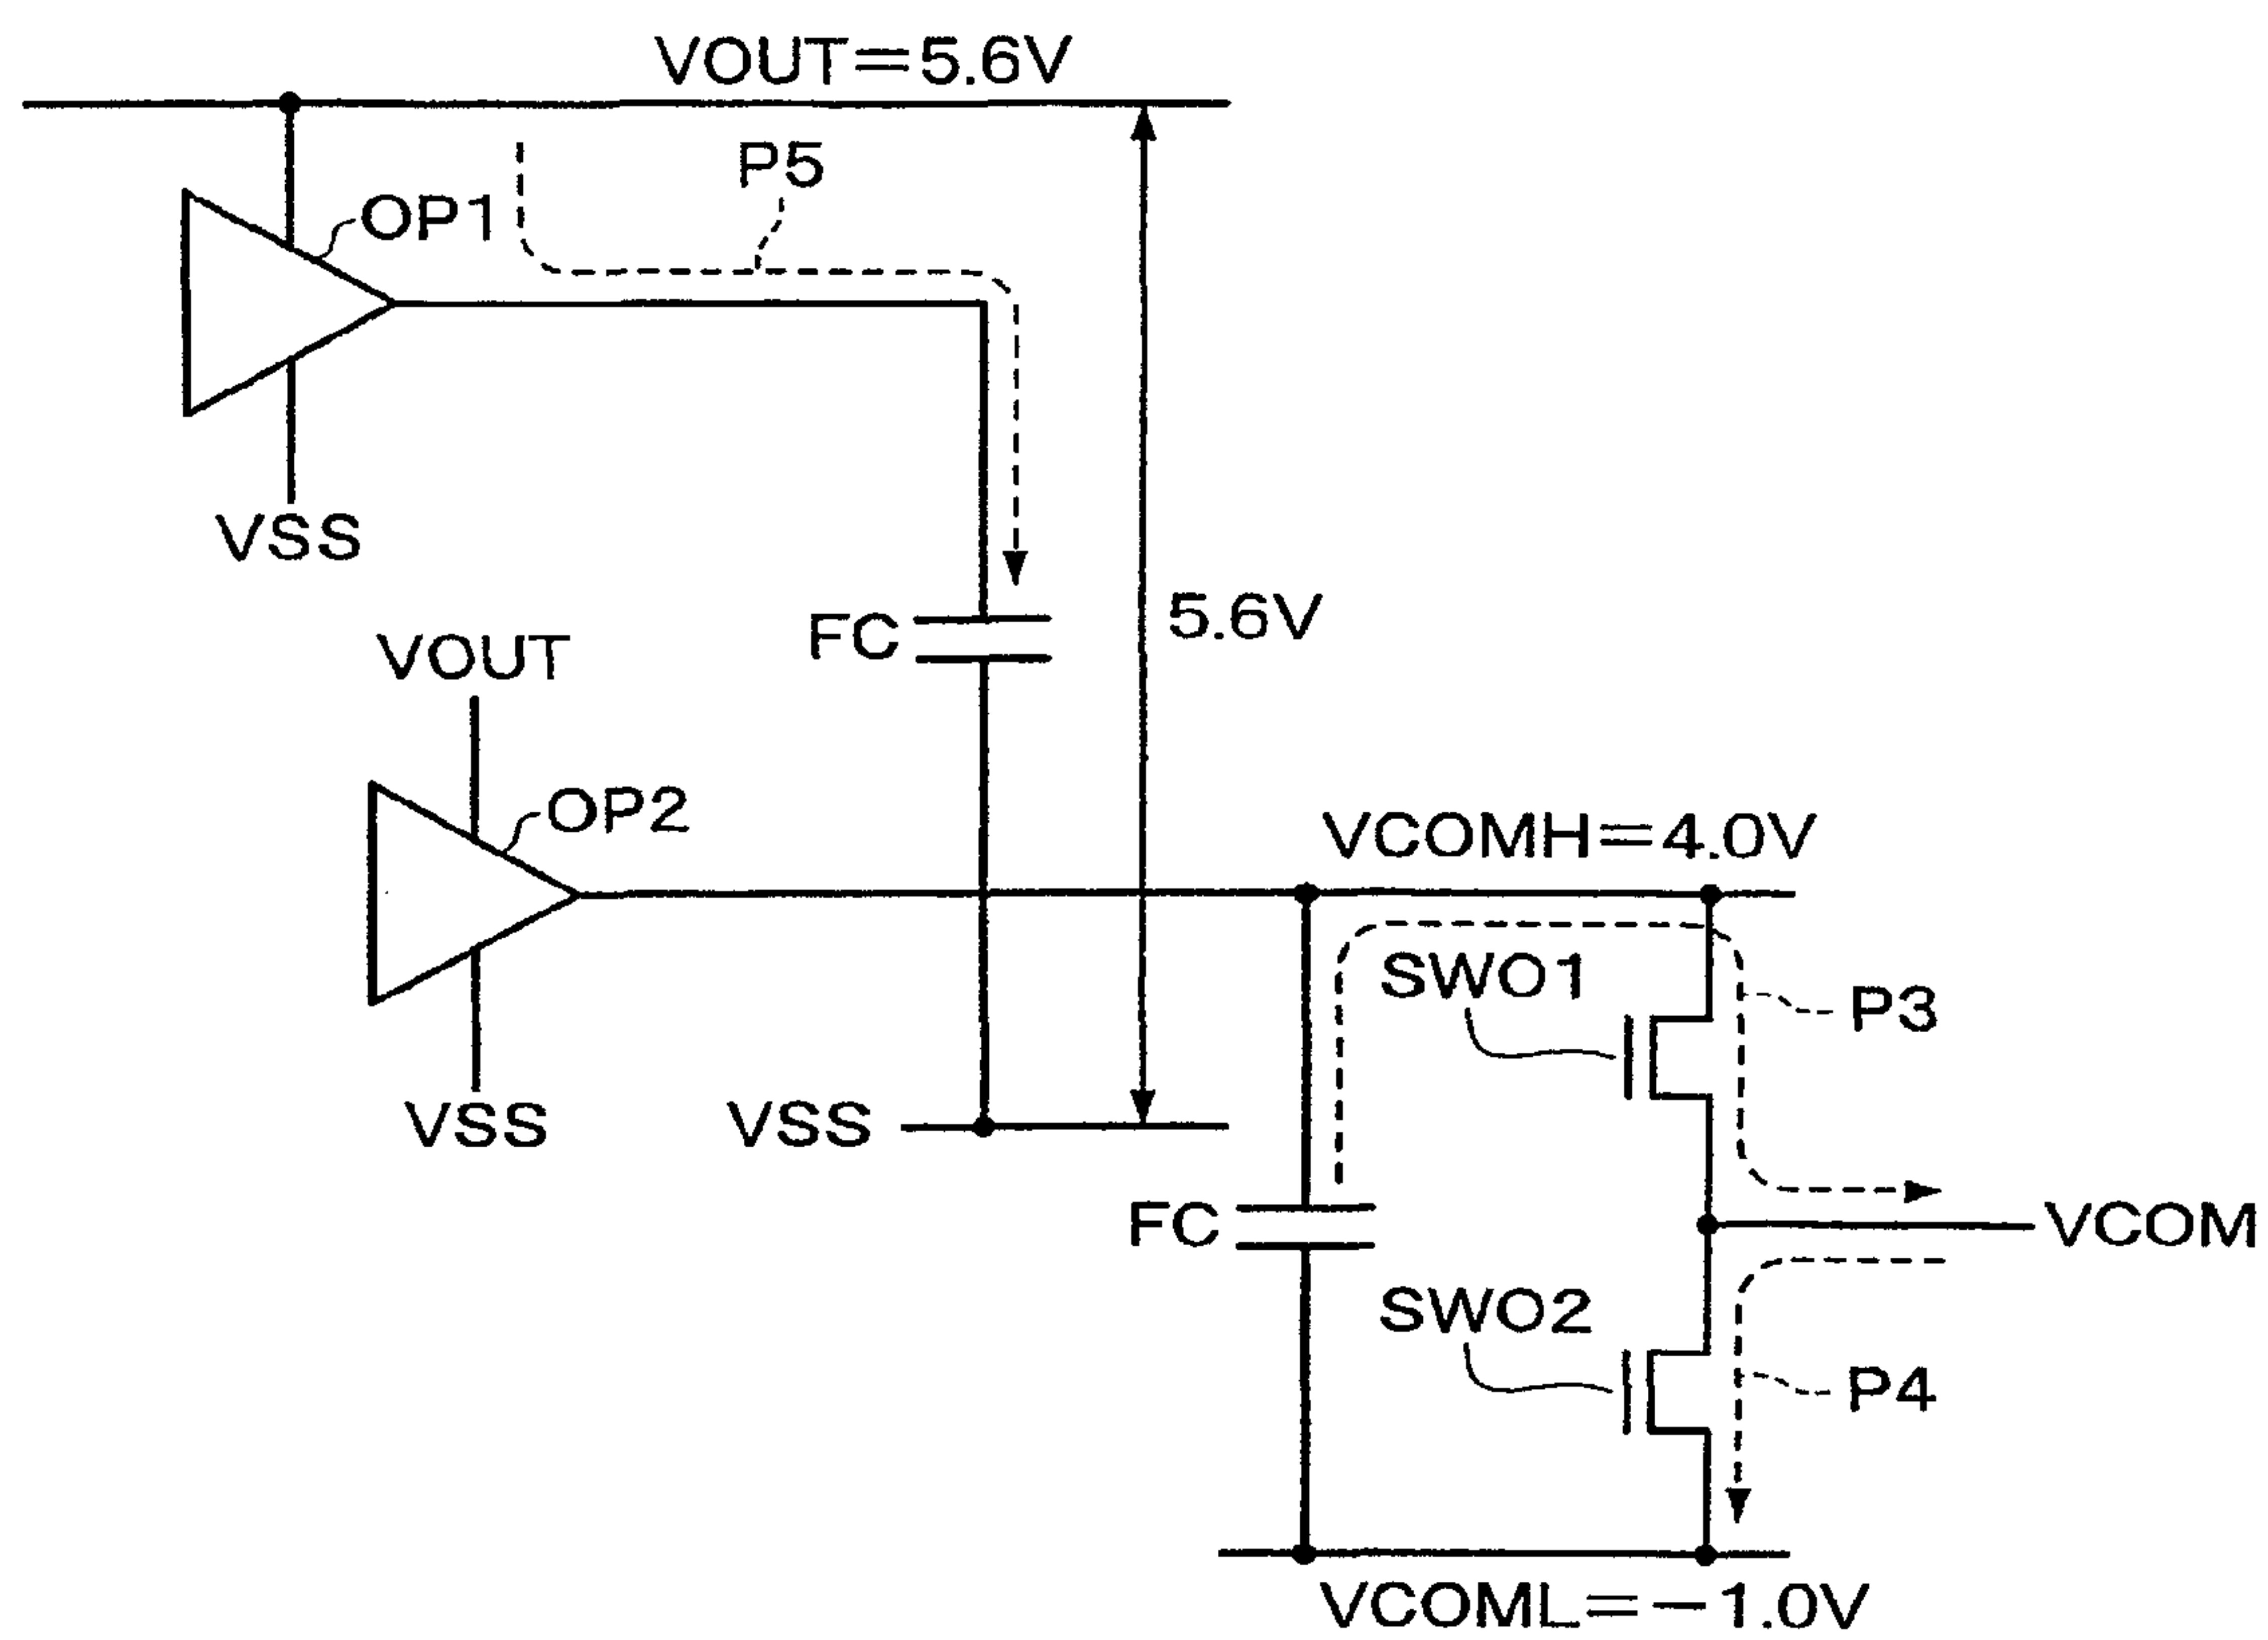 VOUT=5.6V
P5
OP1
VSS
FC
5.6V
VOUT
OP2
VCOMH=4.0V
SWO1
P3
VSS
VSS
FC
VCOM
SWO2
P4
VCOML=-1.0V